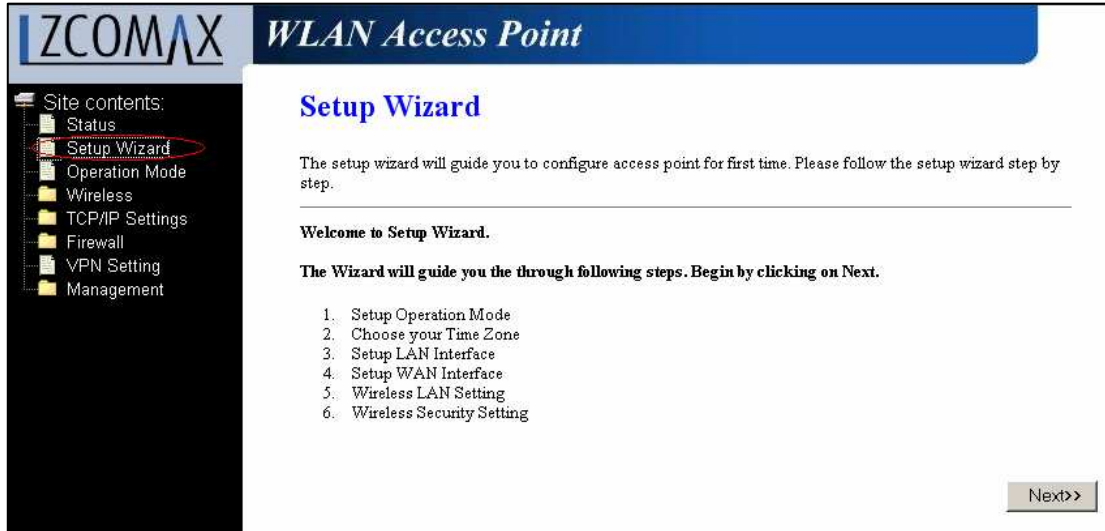 ZCOMAX
WLAN Access Point
Site contents:
Status
Setup Wizard
Operation Mode
Wireless
TCP/IP Settings
Firewall
VPN Setting
Management
Setup Wizard
The setup wizard will guide you to configure access point for first time. Please follow the setup wizard step by
step.
Welcome to Setup Wizard.
The Wizard will guide you the through following steps. Begin by clicking on Next.
1. Setup Operation Mode
2. Choose your Time Zone
3. Setup LAN Interface
4. Setup WAN Interface
5. Wireless LAN Setting
6. Wireless Security Setting
Next>>